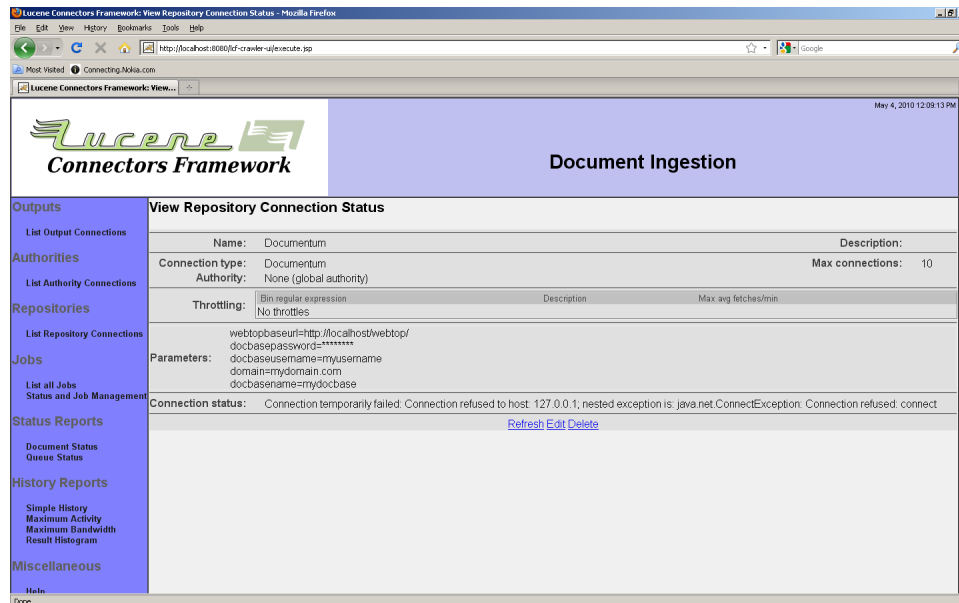 Lucene Connectors Framework: View Repository Connection Status - Mozilla Firefox
File Edit View History Bookmarks Tools Help
http://localhost:8080/lcf-crawler-ui/execute.jsp
Google
Most Visited Connecting.Nokia.com
Lucene Connectors Framework: View...
May 4, 2010 12:09:13 PM
Lucene
Connectors Framework
Document Ingestion
Outputs
List Output Connections
Authorities
List Authority Connections
Repositories
List Repository Connections
Jobs
List all Jobs
Status and Job Management
Status Reports
Document Status
Queue Status
History Reports
Simple History
Maximum Activity
Maximum Bandwidth
Result Histogram
Miscellaneous
Help
View Repository Connection Status
Name: Documentum Description:
Connection type: Documentum Max connections: 10
Authority: None (global authority)
Throttling:
Bin regular expression Description Max avg fetches/min
No throttles
Parameters:
webtopbaseurl=http://localhost/webtop/
docbasepassword=********
docbaseusername=myusername
domain=mydomain.com
docbasename=mydocbase
Connection status: Connection temporarily failed: Connection refused to host: 127.0.0.1; nested exception is: java.net.ConnectException: Connection refused: connect
Refresh Edit Delete
Done